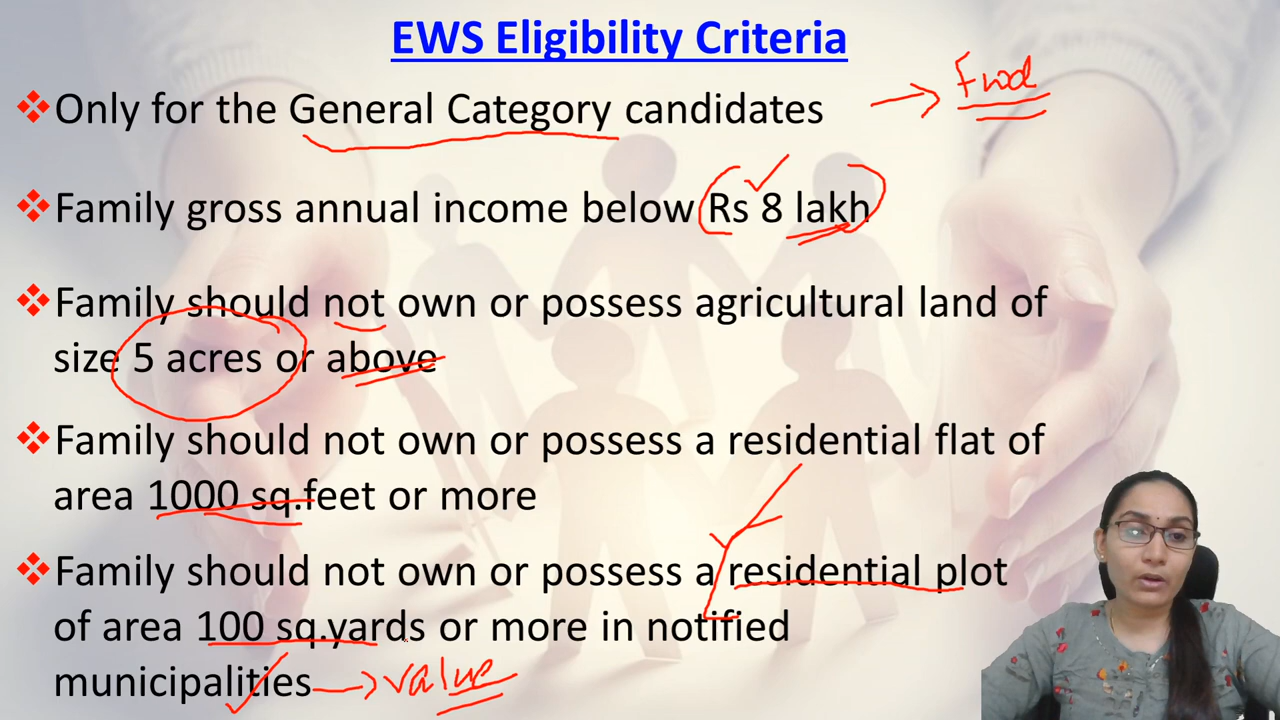 EWS Eligibility Criteria
❖Only for the General Category candidates → Fwd
❖Family gross annual income below Rs 8 lakh
❖Family should not own or possess agricultural land of
size 5 acres or above
❖Family should not own or possess a residential flat of
area 1000 sq.feet or more
❖Family should not own or possess a residential plot
of area 100 sq.yards or more in notified
municipalities → value